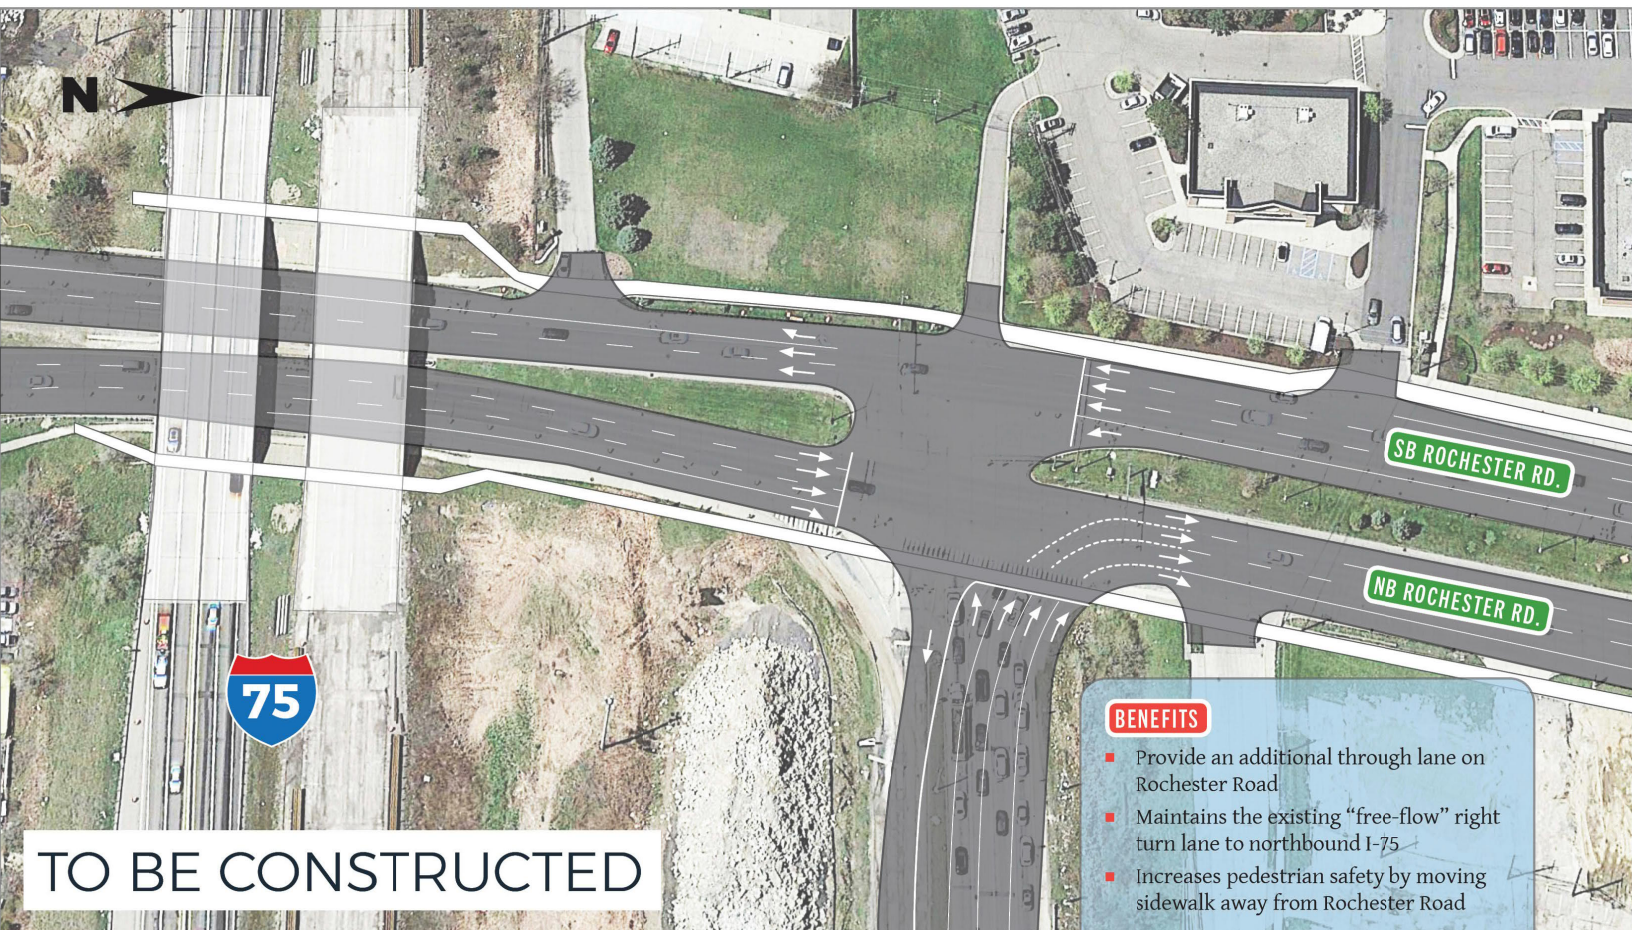 N
SB ROCHESTER RD.
NB ROCHESTER RD.
75
BENEFITS
Provide an additional through lane on
Rochester Road
Maintains the existing “free-flow” right
turn lane to northbound I-75
Increases pedestrian safety by moving
sidewalk away from Rochester Road
TO BE CONSTRUCTED